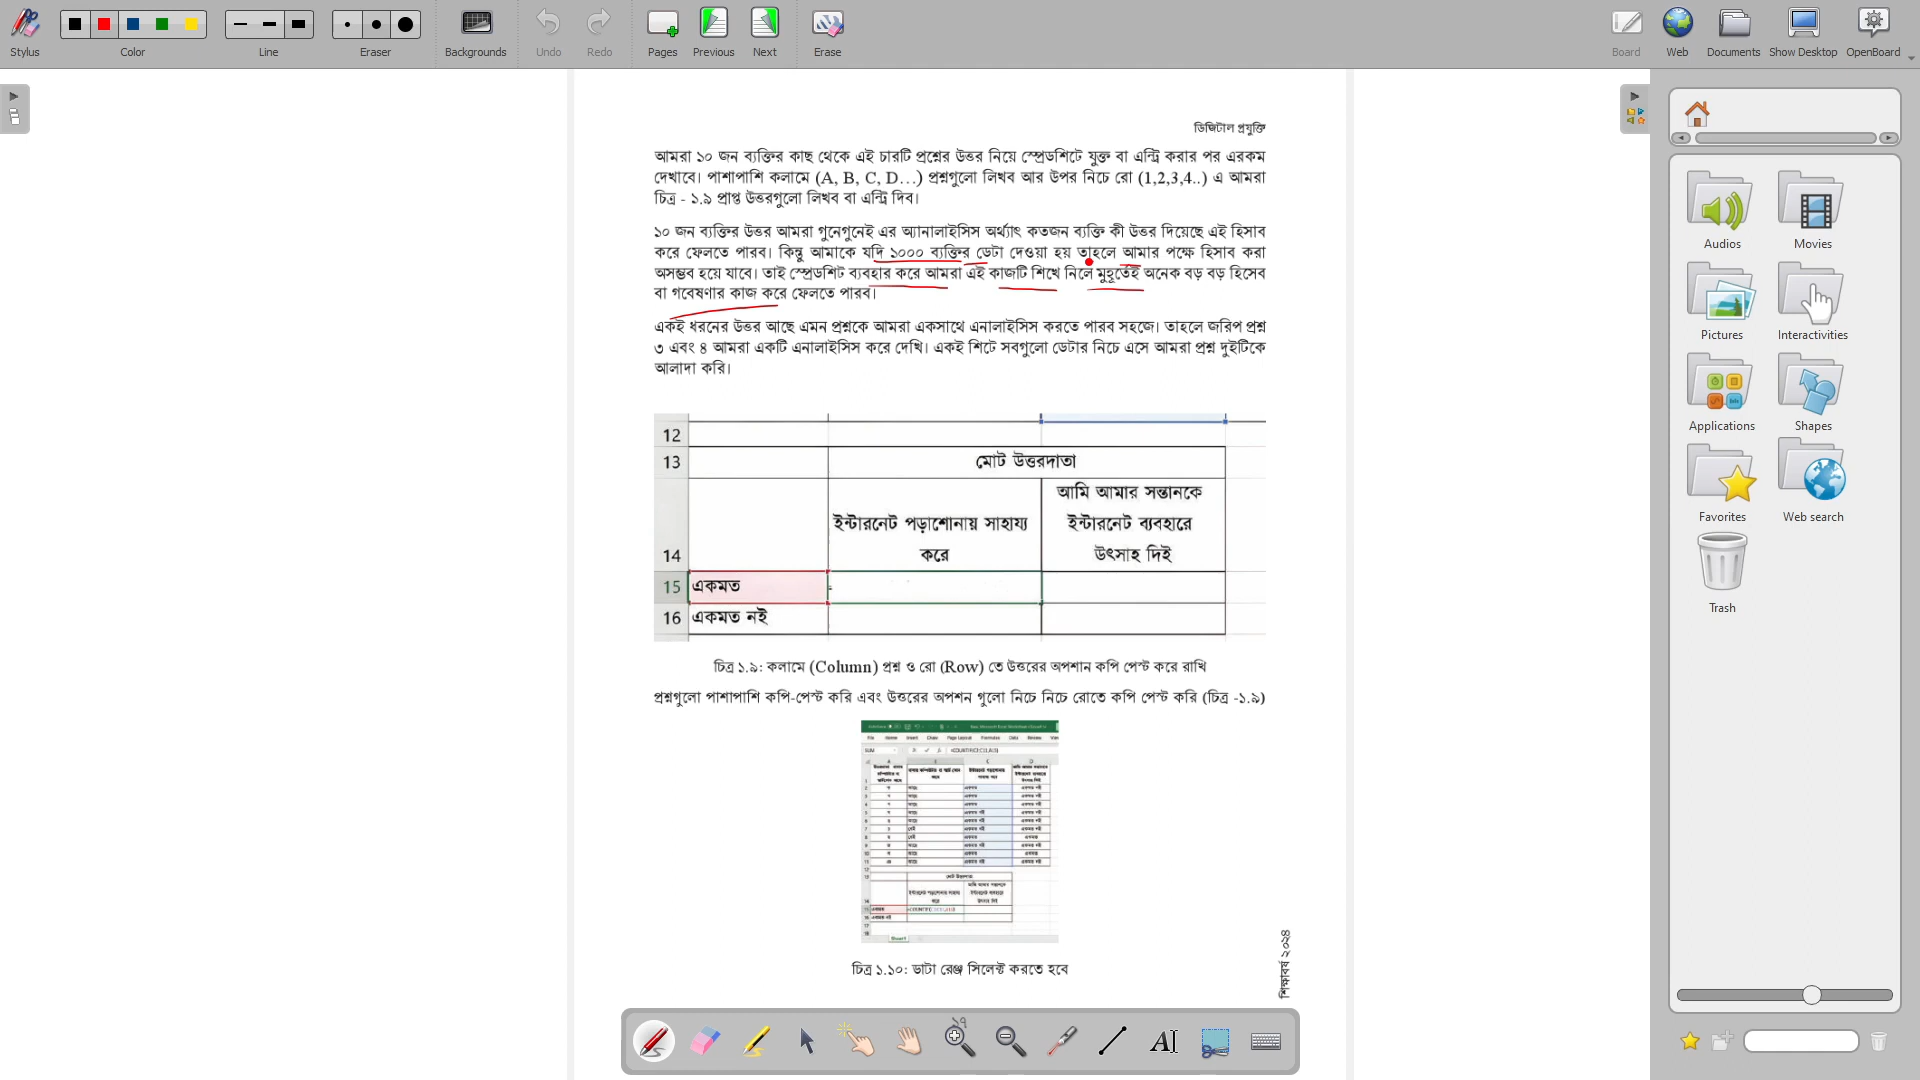 Stylus
Color
Line
Eraser
Backgrounds
Undo
Redo
Pages
Previous
Next
Erase
Board
Web
Documents
Show Desktop
OpenBoard
ডিজিটাল প্রযুক্তি
আমরা ১০ জন ব্যক্তির কাছ থেকে এই চারটি প্রশ্নের উত্তর নিয়ে স্প্রেডশিটে যুক্ত বা এন্ট্রি করার পর এরকম
দেখাবে। পাশাপাশি কলামে (A, B, C, D...) প্রশ্নগুলো লিখব আর উপর নিচে রো (1,2,3,4..) এ আমরা
চিত্র - ১.৯ প্রাপ্ত উত্তরগুলো লিখব বা এন্ট্রি দিব।
১০ জন ব্যক্তির উত্তর আমরা গুনেগুনেই এর অ্যানালাইসিস অর্থ্যাৎ কতজন ব্যক্তি কী উত্তর দিয়েছে এই হিসাব
করে ফেলতে পারব। কিন্তু আমাকে যদি ১০০০ ব্যক্তির ডেটা দেওয়া হয় তাহলে আমার পক্ষে হিসাব করা
অসম্ভব হয়ে যাবে। তাই স্প্রেডশিট ব্যবহার করে আমরা এই কাজটি শিখে নিলে মুহূর্তেই অনেক বড় বড় হিসেব
বা গবেষণার কাজ করে ফেলতে পারব।
একই ধরনের উত্তর আছে এমন প্রশ্নকে আমরা একসাথে এনালাইসিস করতে পারব সহজে। তাহলে জরিপ প্রশ্ন
৩ এবং ৪ আমরা একটি এনালাইসিস করে দেখি। একই শিটে সবগুলো ডেটার নিচে এসে আমরা প্রশ্ন দুইটিকে
আলাদা করি।
12
13 মোট উত্তরদাতা
14 ইন্টারনেট পড়াশোনায় সাহায্য করে আমি আমার সন্তানকে ইন্টারনেট ব্যবহারে উৎসাহ দিই
15 একমত =
16 একমত নই
চিত্র ১.৯: কলামে (Column) প্রশ্ন ও রো (Row) তে উত্তরের অপশান কপি পেস্ট করে রাখি
প্রশ্নগুলো পাশাপাশি কপি-পেস্ট করি এবং উত্তরের অপশন গুলো নিচে নিচে রোতে কপি পেস্ট করি (চিত্র -১.৯)
চিত্র ১.১০: ডাটা রেঞ্জ সিলেক্ট করতে হবে
শিক্ষাবর্ষ ২০২৪
১৭
Audios
Movies
Pictures
Interactivities
Applications
Shapes
Favorites
Web search
Trash